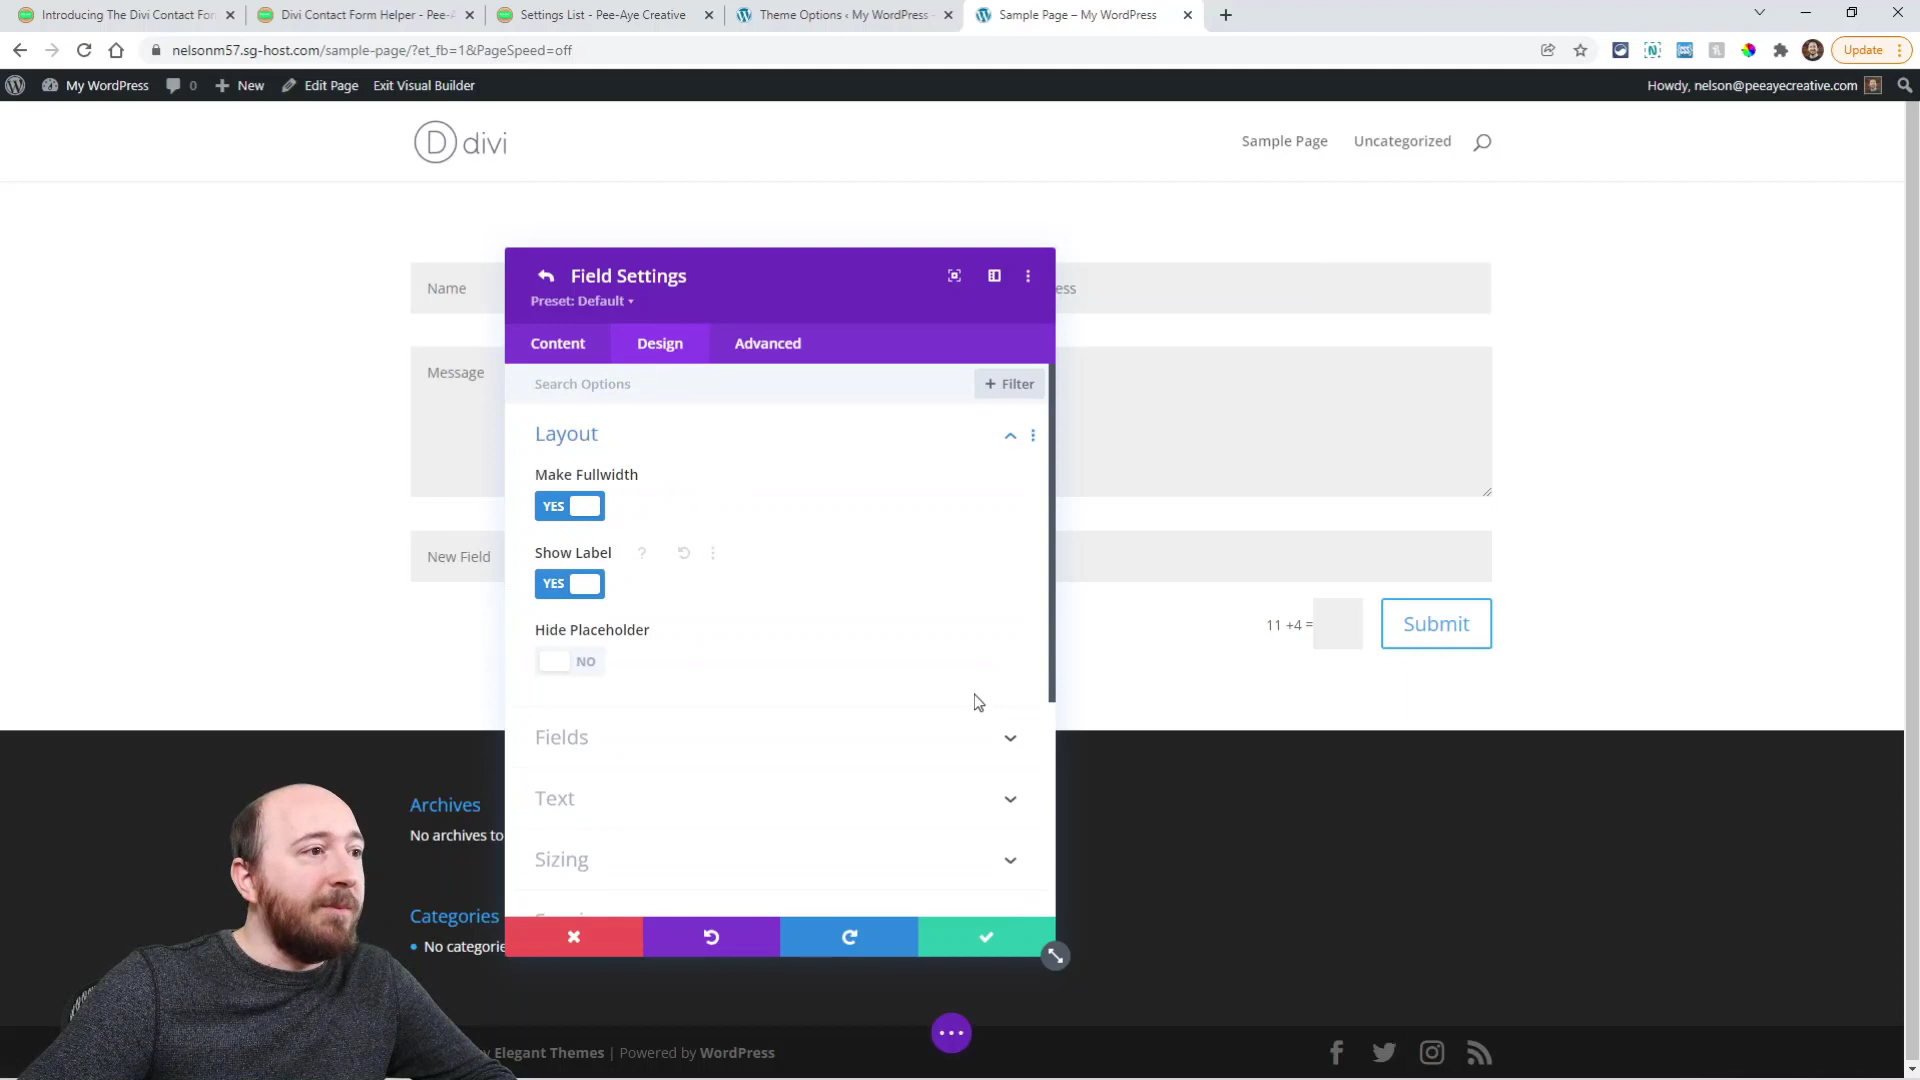 Introducing The Divi Contact For
Divi Contact Form Helper - Pee-A
Settings List - Pee-Aye Creative
Theme Options ‹ My WordPress -
Sample Page – My WordPress
nelsonm57.sg-host.com/sample-page/?et_fb=1&PageSpeed=off
Update
My WordPress
0
New
Edit Page
Exit Visual Builder
Howdy, nelson@peeayecreative.com
D divi
Sample Page
Uncategorized
Name
ess
Message
New Field
11 +4 =
Submit
Field Settings
Preset: Default
Content
Design
Advanced
Search Options
+ Filter
Layout
Make Fullwidth
YES
Show Label
?
YES
Hide Placeholder
NO
Fields
Text
Sizing
Archives
No archives to
Categories
No categorie
y Elegant Themes | Powered by WordPress